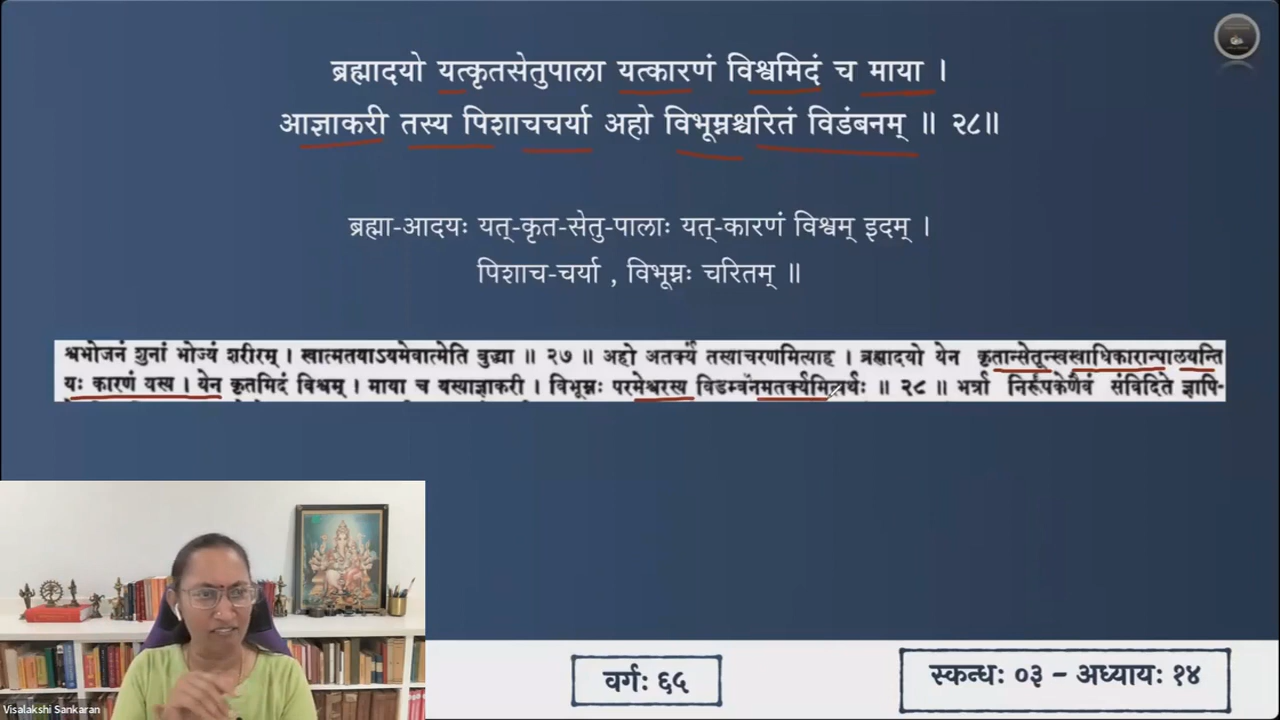 ब्रह्मादयो यत्कृतसेतुपाला यत्कारणं विश्वमिदं च माया ।
आज्ञाकरी तस्य पिशाचचर्या अहो विभूम्नश्चरितं विडंबनम् ॥ २८॥
ब्रह्मा-आदयः यत्-कृत-सेतु-पालाः यत्-कारणं विश्वम् इदम् ।
पिशाच-चर्या , विभूम्नः चरितम् ॥
श्वभोजनं शुनां भोज्यं शरीरम् । स्वात्मतयाऽयमेवात्मेति बुद्ध्या ॥ २७ ॥ अहो अतर्क्यं तस्याचरणमित्याह । ब्रह्मादयो येन कृतान्सेतून्स्वस्वाधिकारान्पालयन्ति
यः कारणं यस्य । येन कृतमिदं विश्वम् । माया च यस्याज्ञाकरी । विभूम्नः परमेश्वरस्य विडम्बनमतर्क्यमित्यर्थः ॥ २८ ॥ भर्त्रा निरूपकेणैवं संविदिते ज्ञापि-
Visalakshi Sankaran
वर्गः ६५
स्कन्धः ०३ – अध्यायः १४